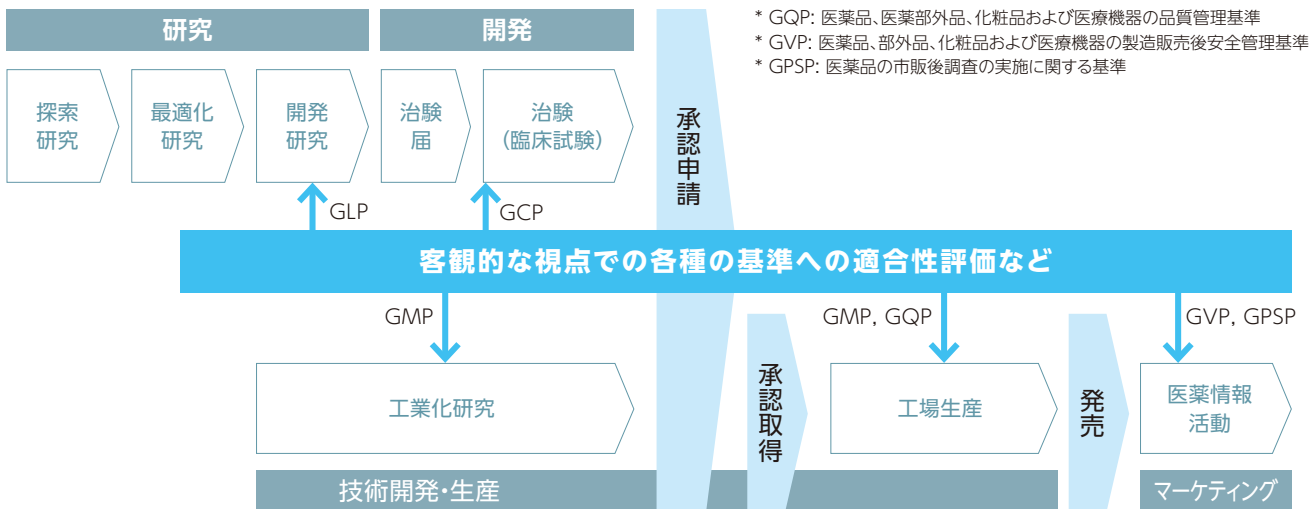 研究
開発
* GQP: 医薬品、医薬部外品、化粧品および医療機器の品質管理基準
* GVP: 医薬品、部外品、化粧品および医療機器の製造販売後安全管理基準
* GPSP: 医薬品の市販後調査の実施に関する基準
探索
研究
最適化
研究
開発
研究
治験
届
治験
(臨床試験)
承認申請
GLP
GCP
客観的な視点での各種の基準への適合性評価など
GMP
GMP, GQP
GVP, GPSP
工業化研究
承認取得
工場生産
発売
医薬情報
活動
技術開発・生産
マーケティング